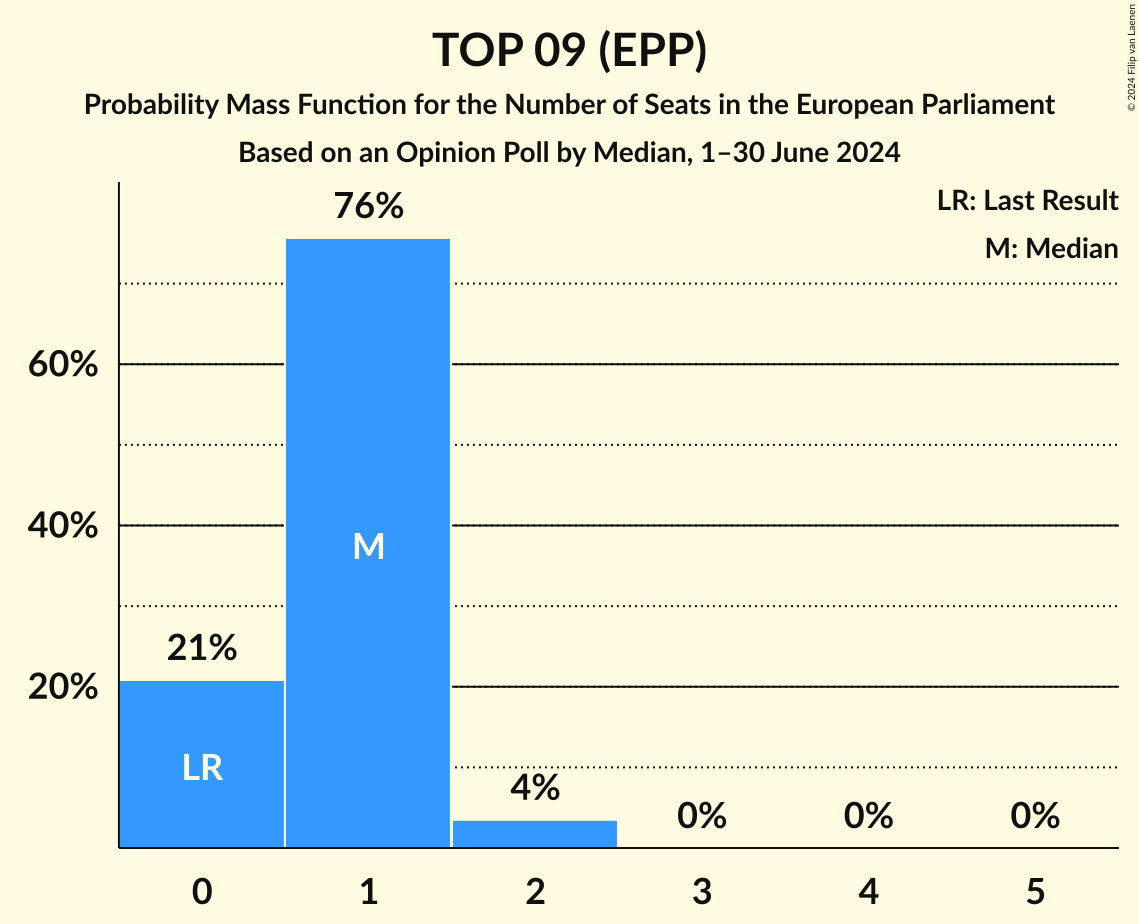 TOP 09 (EPP)
Probability Mass Function for the Number of Seats in the European Parliament
Based on an Opinion Poll by Median, 1–30 June 2024
© 2024 Filip van Laenen
LR: Last Result
M: Median
76%
60%
40%
M
21%
20%
LR
4%
0%
0%
0%
0
1
2
3
4
5